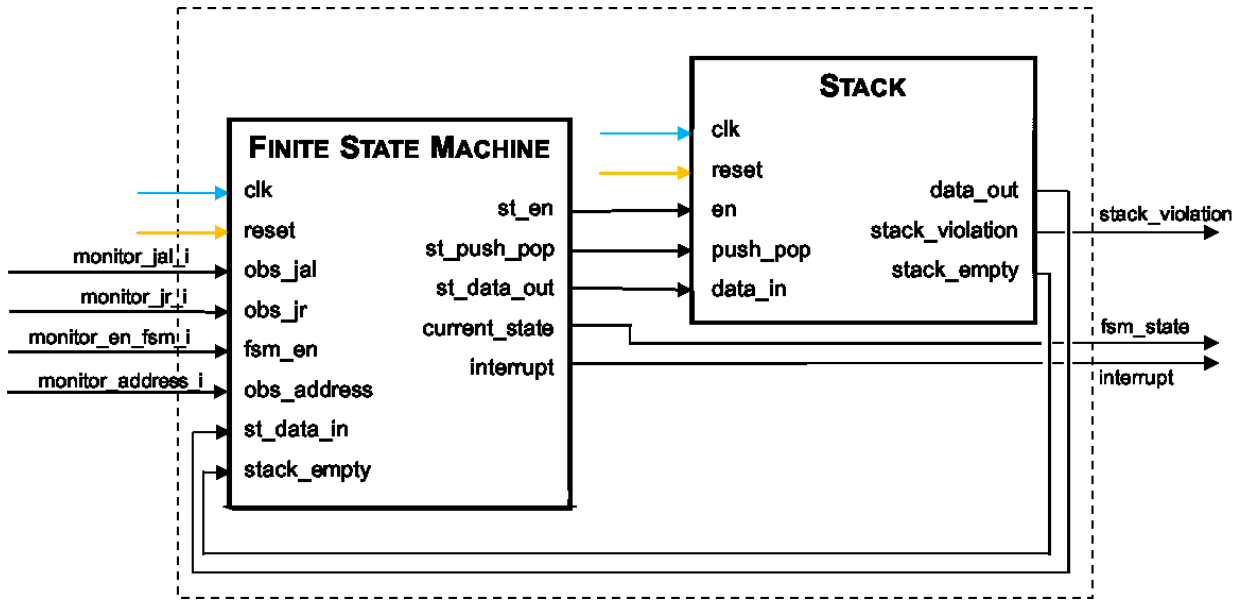 STACK
clk
reset
en
push_pop
data_in
data_out
stack_violation
stack_empty
FINITE STATE MACHINE
clk
reset
obs_jal
obs_jr
fsm_en
obs_address
st_data_in
stack_empty
st_en
st_push_pop
st_data_out
current_state
interrupt
monitor_jal_i
monitor_jr_i
monitor_en_fsm_i
monitor_address_i
stack_violation
fsm_state
interrupt